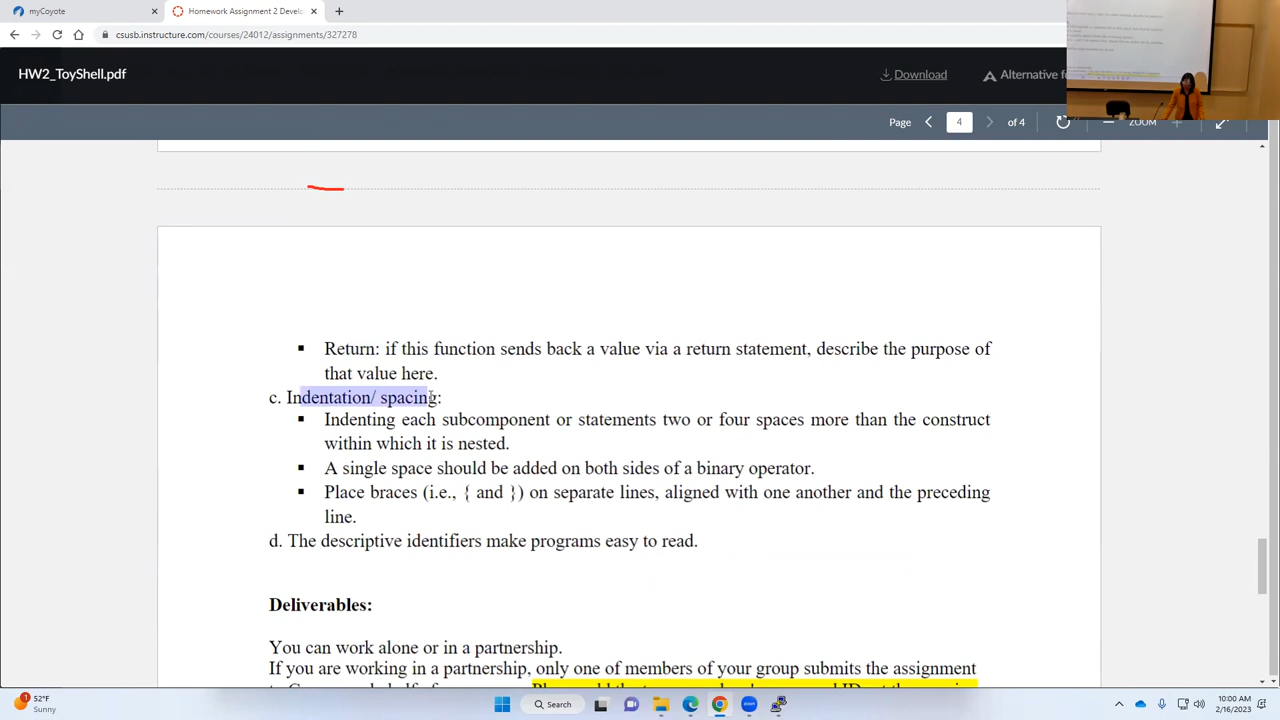 myCoyote
Homework Assignment 2 Develo
csusb.instructure.com/courses/24012/assignments/327278
HW2_ToyShell.pdf
Download
Alternative fo
Page 4 of 4
ZOOM
▪ Return: if this function sends back a value via a return statement, describe the purpose of
that value here.
c. Indentation/ spacing:
▪ Indenting each subcomponent or statements two or four spaces more than the construct
within which it is nested.
▪ A single space should be added on both sides of a binary operator.
▪ Place braces (i.e., { and }) on separate lines, aligned with one another and the preceding
line.
d. The descriptive identifiers make programs easy to read.
Deliverables:
You can work alone or in a partnership.
If you are working in a partnership, only one of members of your group submits the assignment
52°F
Sunny
Search
10:00 AM
2/16/2023